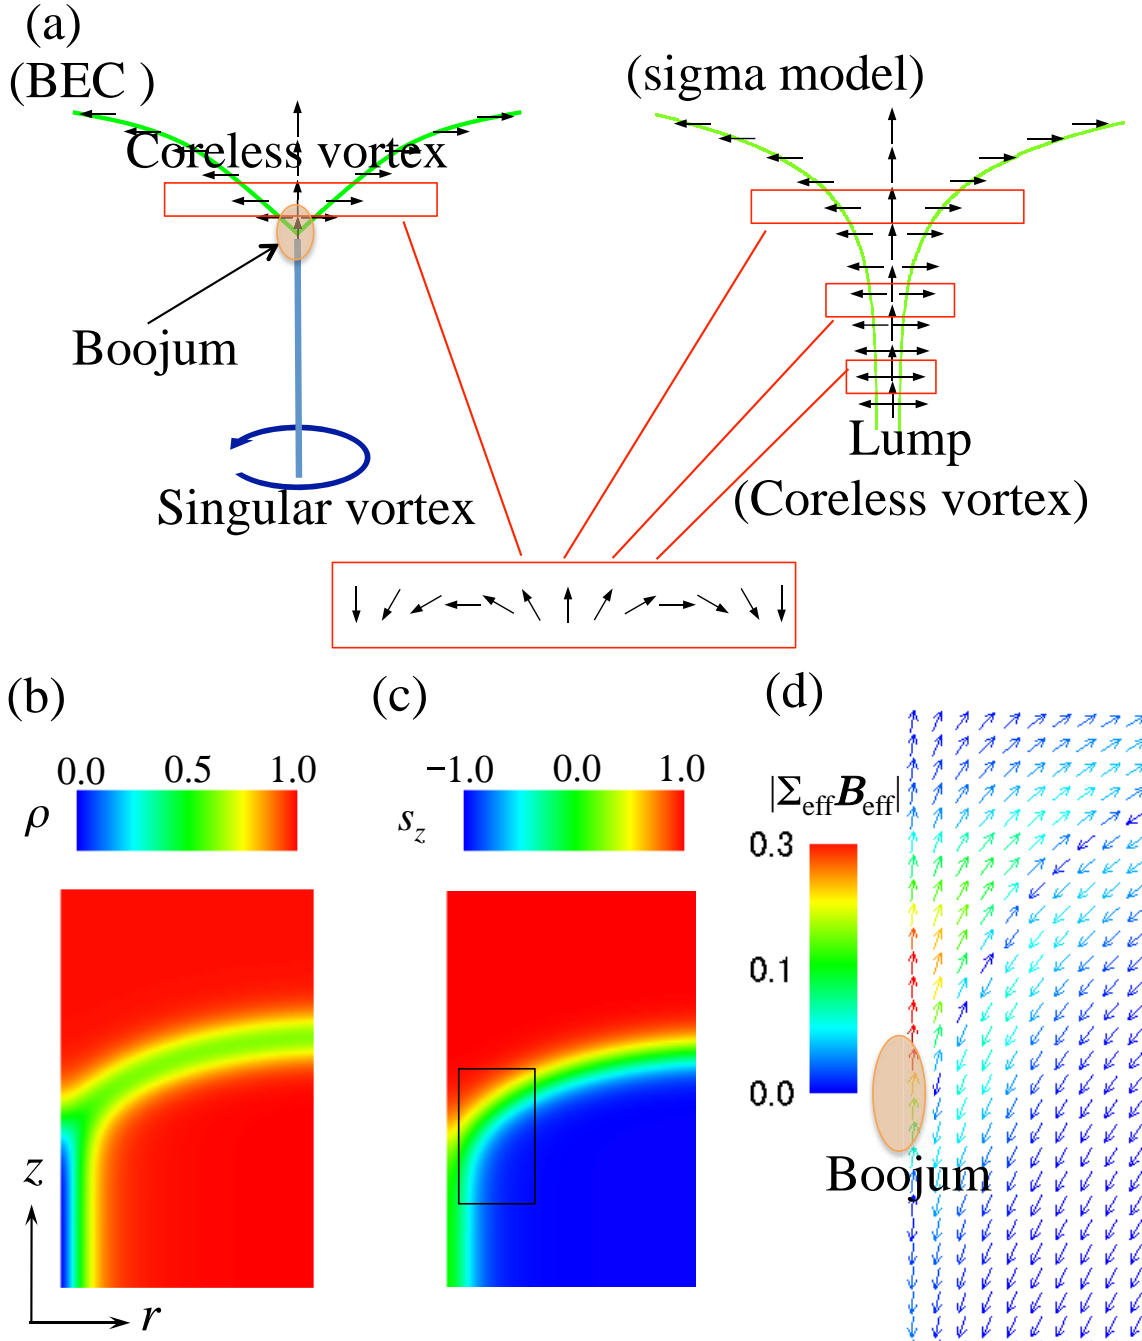 (a)
(BEC )
(sigma model)
Coreless vortex
Boojum
Lump
(Coreless vortex)
Singular vortex
(b)
(c)
(d)
0.0 0.5 1.0
ρ
−1.0 0.0 1.0
s_z
|Σ_eff B_eff|
0.3
0.1
0.0
Boojum
z
r